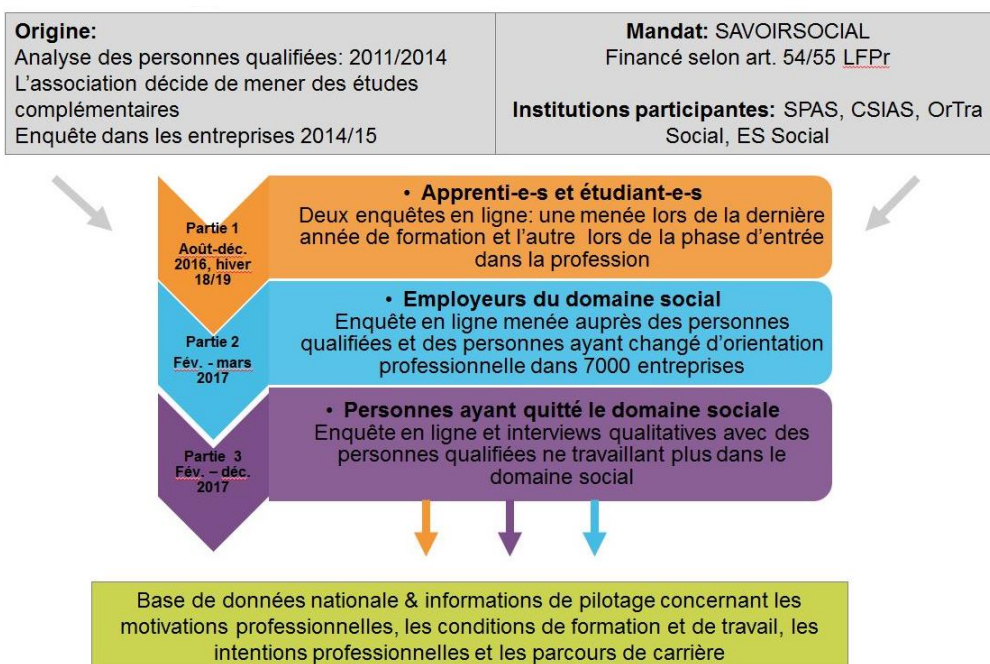 Origine:
Analyse des personnes qualifiées: 2011/2014
L'association décide de mener des études
complémentaires
Enquête dans les entreprises 2014/15
Mandat: SAVOIRSOCIAL
Financé selon art. 54/55 LFPr
Institutions participantes: SPAS, CSIAS, OrTra
Social, ES Social
Partie 1
Août-déc.
2016, hiver
18/19
• Apprenti-e-s et étudiant-e-s
Deux enquêtes en ligne: une menée lors de la dernière
année de formation et l'autre lors de la phase d'entrée
dans la profession
Partie 2
Fév. - mars
2017
• Employeurs du domaine social
Enquête en ligne menée auprès des personnes
qualifiées et des personnes ayant changé d'orientation
professionnelle dans 7000 entreprises
Partie 3
Fév. – déc.
2017
• Personnes ayant quitté le domaine sociale
Enquête en ligne et interviews qualitatives avec des
personnes qualifiées ne travaillant plus dans le
domaine social
Base de données nationale & informations de pilotage concernant les
motivations professionnelles, les conditions de formation et de travail, les
intentions professionnelles et les parcours de carrière